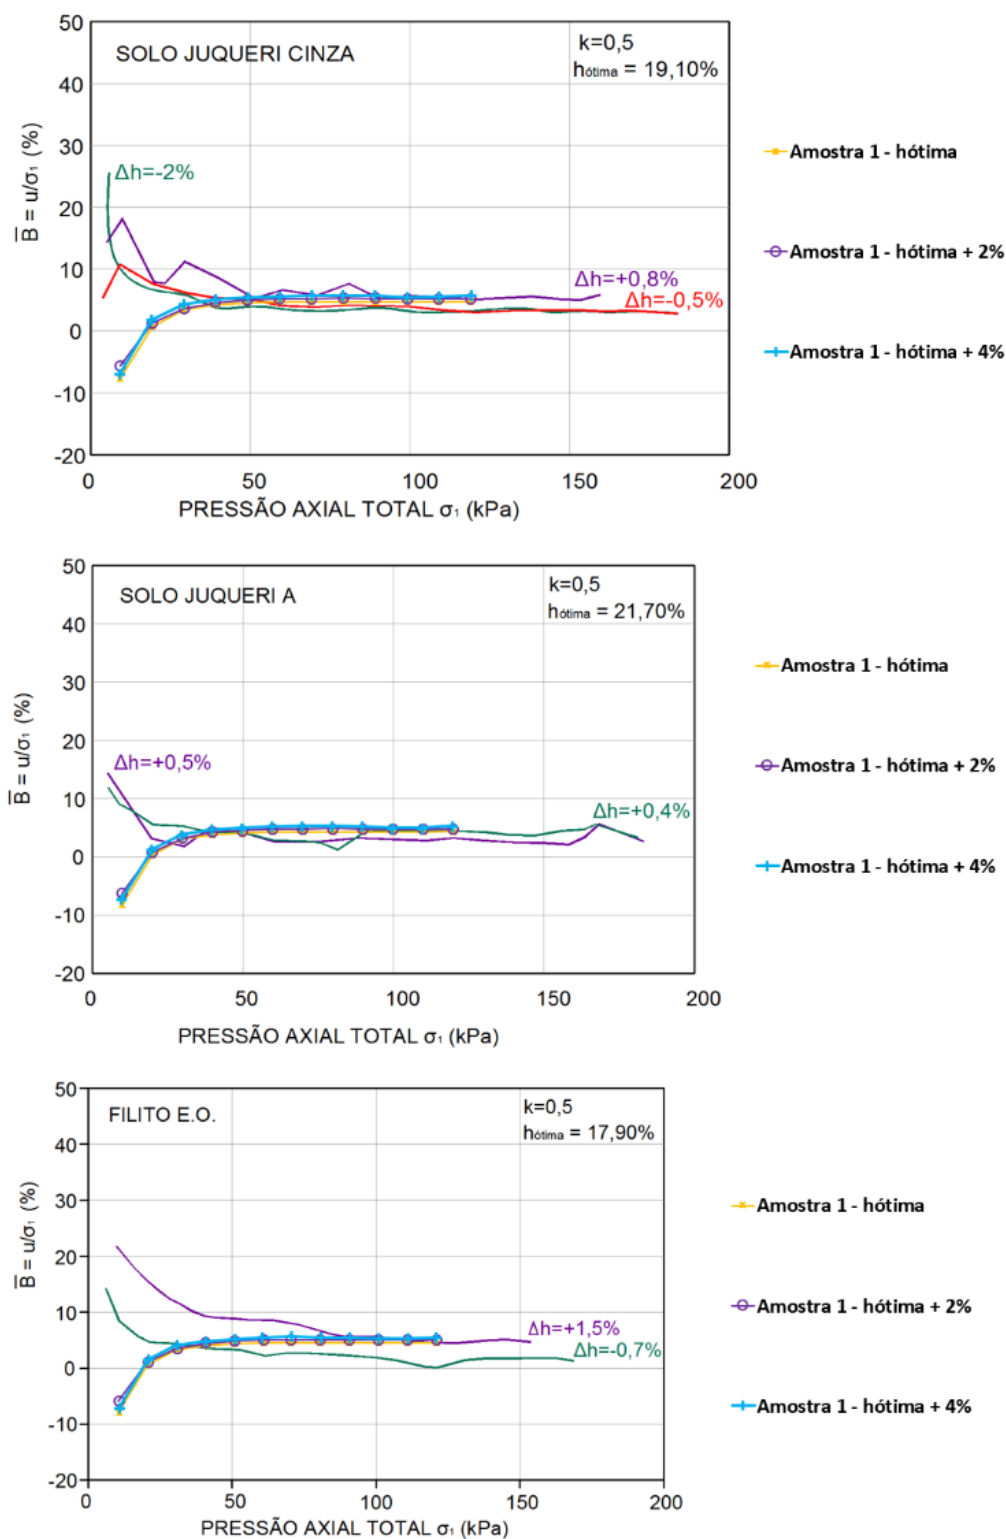 50
SOLO JUQUERI CINZA
k=0,5
hótima = 19,10%
40
30
B = u/σ₁ (%)
Δh=-2%
20
10
Δh=+0,8%
Δh=-0,5%
0
-10
-20
0 50 100 150 200
PRESSÃO AXIAL TOTAL σ₁ (kPa)
Amostra 1 - hótima
Amostra 1 - hótima + 2%
Amostra 1 - hótima + 4%
50
SOLO JUQUERI A
k=0,5
hótima = 21,70%
40
30
B = u/σ₁ (%)
20
Δh=+0,5%
10
Δh=+0,4%
0
-10
-20
0 50 100 150 200
PRESSÃO AXIAL TOTAL σ₁ (kPa)
Amostra 1 - hótima
Amostra 1 - hótima + 2%
Amostra 1 - hótima + 4%
50
FILITO E.O.
k=0,5
hótima = 17,90%
40
30
B = u/σ₁ (%)
20
10
Δh=+1,5%
Δh=-0,7%
0
-10
-20
0 50 100 150 200
PRESSÃO AXIAL TOTAL σ₁ (kPa)
Amostra 1 - hótima
Amostra 1 - hótima + 2%
Amostra 1 - hótima + 4%